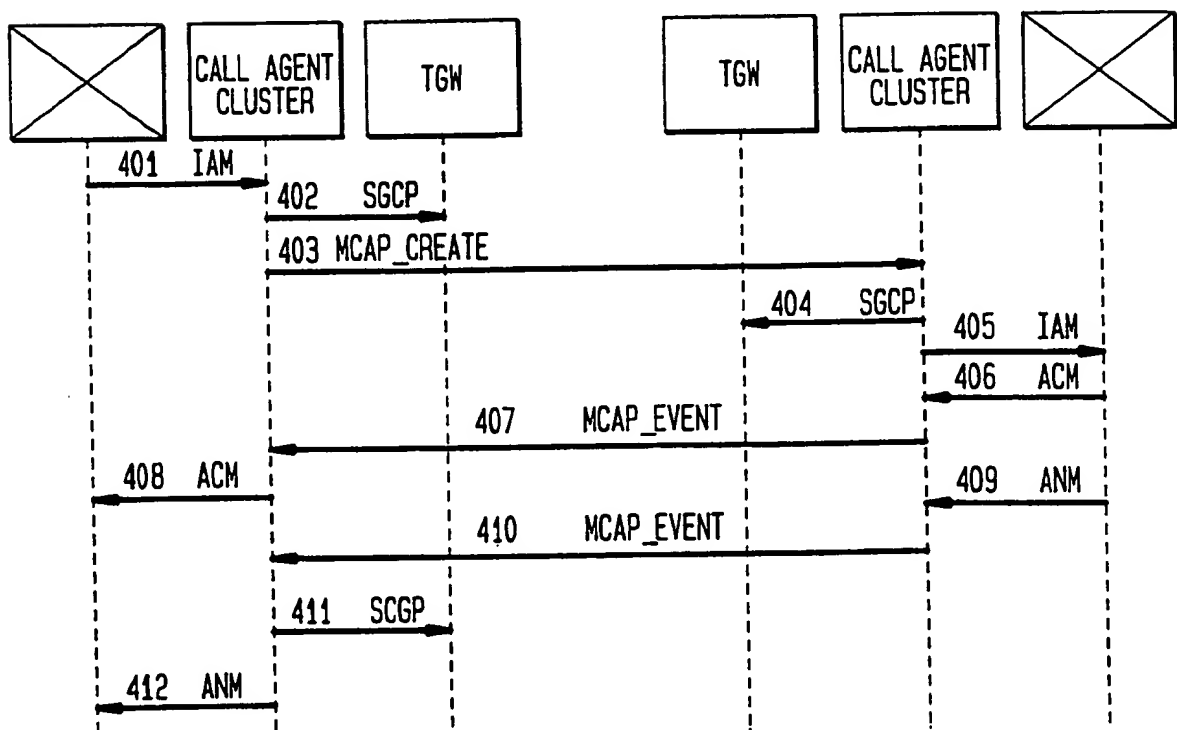 CALL AGENT
CLUSTER
TGW
TGW
CALL AGENT
CLUSTER
401 IAM
402 SGCP
403 MCAP_CREATE
404 SGCP
405 IAM
406 ACM
407 MCAP_EVENT
408 ACM
409 ANM
410 MCAP_EVENT
411 SCGP
412 ANM